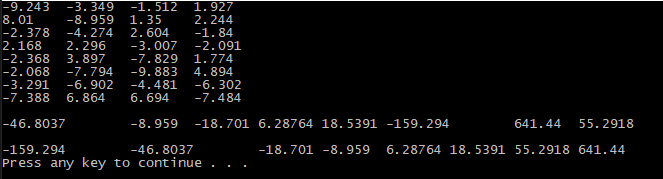 -9.243 -3.349 -1.512 1.927
8.01 -8.959 1.35 2.244
-2.378 -4.274 2.604 -1.84
2.168 2.296 -3.007 -2.091
-2.368 3.897 -7.829 1.774
-2.068 -7.794 -9.883 4.894
-3.291 -6.902 -4.481 -6.302
-7.388 6.864 6.694 -7.484
-46.8037 -8.959 -18.701 6.28764 18.5391 -159.294 641.44 55.2918
-159.294 -46.8037 -18.701 -8.959 6.28764 18.5391 55.2918 641.44
Press any key to continue . . .